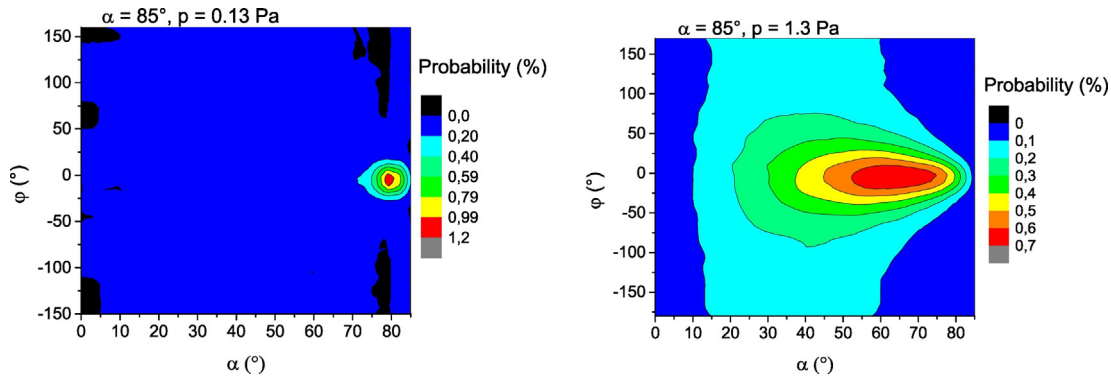 α = 85°, p = 0.13 Pa
150
100
50
0
-50
-100
-150
φ (°)
0 10 20 30 40 50 60 70 80
α (°)
Probability (%)
0,0
0,20
0,40
0,59
0,79
0,99
1,2
α = 85°, p = 1.3 Pa
150
100
50
0
-50
-100
-150
φ (°)
0 10 20 30 40 50 60 70 80
α (°)
Probability (%)
0
0,1
0,2
0,3
0,4
0,5
0,6
0,7